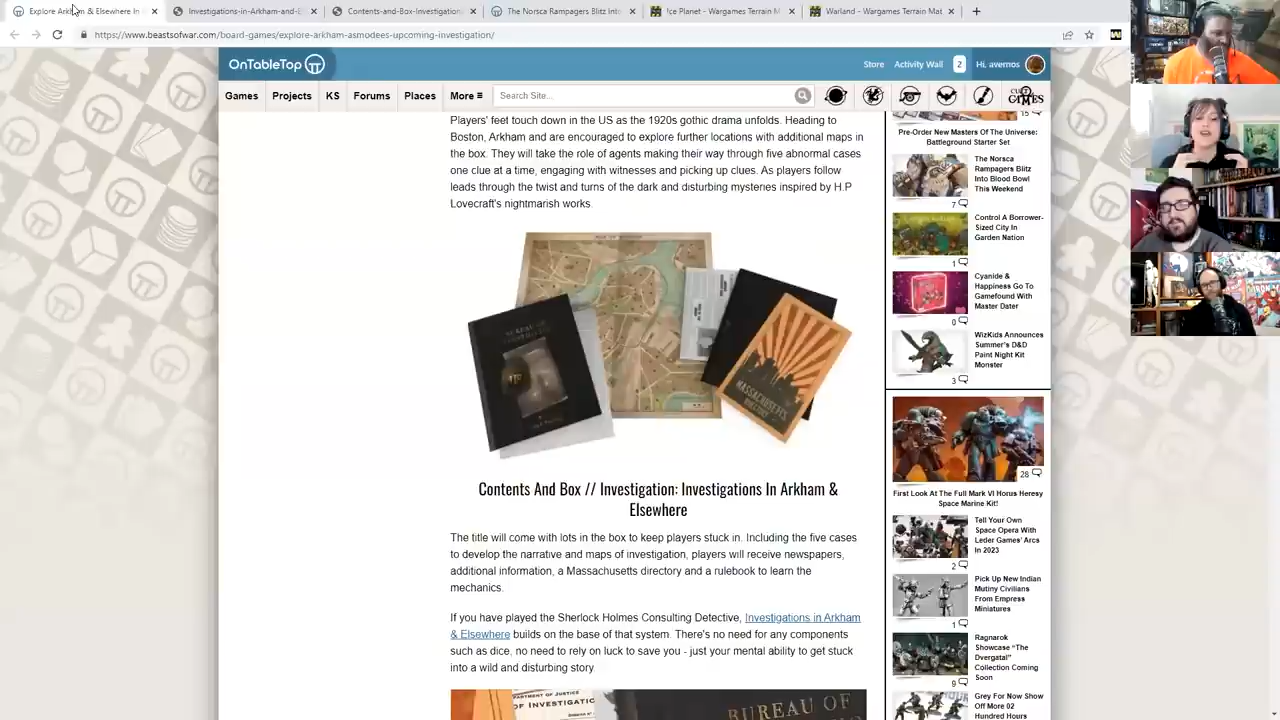 Explore Arkham & Elsewhere In
Investigations-in-Arkham-and-E
Contents-and-Box-Investigation
The Norsca Rampagers Blitz Into
Ice Planet - Wargames Terrain M
Warland - Wargames Terrain Mat
https://www.beastsofwar.com/board-games/explore-arkham-asmodees-upcoming-investigation/
OnTableTop
Store
Activity Wall
2
Hi, avernos
Games
Projects
KS
Forums
Places
More
Search Site...
Players' feet touch down in the US as the 1920s gothic drama unfolds. Heading to
Boston, Arkham and are encouraged to explore further locations with additional maps in
the box. They will take the role of agents making their way through five abnormal cases
one clue at a time, engaging with witnesses and picking up clues. As players follow
leads through the twist and turns of the dark and disturbing mysteries inspired by H.P
Lovecraft's nightmarish works.
BUREAU OF
MASSACHUSETTS
DIRECTORY
Contents And Box // Investigation: Investigations In Arkham &
Elsewhere
The title will come with lots in the box to keep players stuck in. Including the five cases
to develop the narrative and maps of investigation, players will receive newspapers,
additional information, a Massachusetts directory and a rulebook to learn the
mechanics.
If you have played the Sherlock Holmes Consulting Detective, Investigations in Arkham
& Elsewhere builds on the base of that system. There's no need for any components
such as dice, no need to rely on luck to save you - just your mental ability to get stuck
into a wild and disturbing story.
DEPARTMENT OF JUSTICE
OF INVESTIGATION
BUREAU OF
15
Pre-Order New Masters Of The Universe:
Battleground Starter Set
The Norsca
Rampagers Blitz
Into Blood Bowl
This Weekend
7
Control A Borrower-
Sized City In
Garden Nation
1
Cyanide &
Happiness Go To
Gamefound With
Master Dater
0
WizKids Announces
Summer's D&D
Paint Night Kit
Monster
3
28
First Look At The Full Mark VI Horus Heresy
Space Marine Kit!
Tell Your Own
Space Opera With
Leder Games' Arcs
In 2023
2
Pick Up New Indian
Mutiny Civilians
From Empress
Miniatures
1
Ragnarok
Showcase "The
Dvergatal"
Collection Coming
Soon
9
Grey For Now Show
Off More 02
Hundred Hours